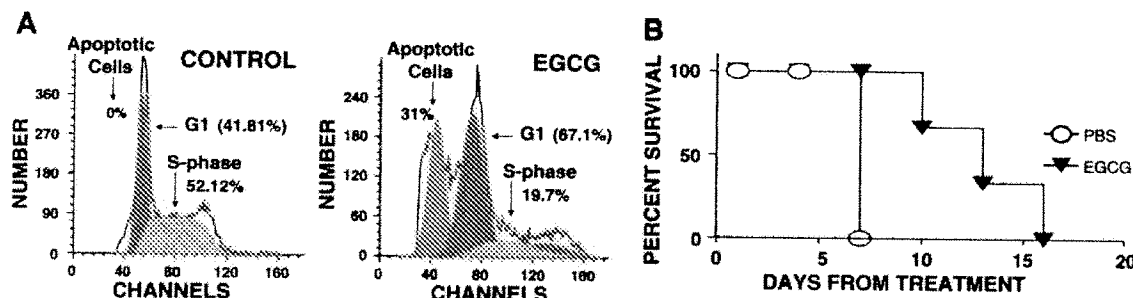 A
Apoptotic
Cells
CONTROL
0%
G1 (41.81%)
S-phase
52.12%
NUMBER
360
270
180
90
0
0 40 80 120 160
CHANNELS
Apoptotic
Cells
EGCG
31%
G1 (67.1%)
S-phase
19.7%
NUMBER
240
180
120
60
0
0 40 80 120 160
CHANNELS
B
PERCENT SURVIVAL
100
50
0
0 5 10 15 20
DAYS FROM TREATMENT
PBS
EGCG